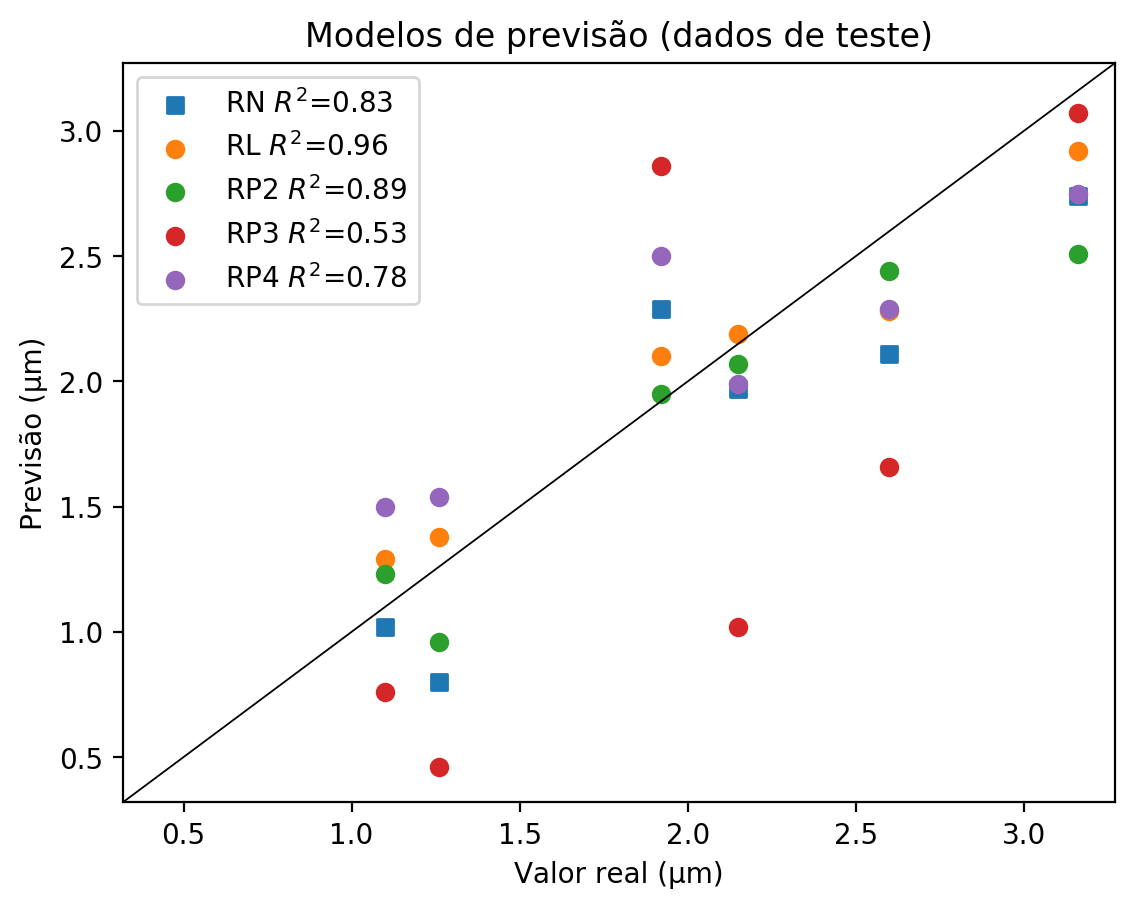 Modelos de previsão (dados de teste)
RN R²=0.83
RL R²=0.96
RP2 R²=0.89
RP3 R²=0.53
RP4 R²=0.78
Previsão (μm)
3.0
2.5
2.0
1.5
1.0
0.5
0.5 1.0 1.5 2.0 2.5 3.0
Valor real (μm)